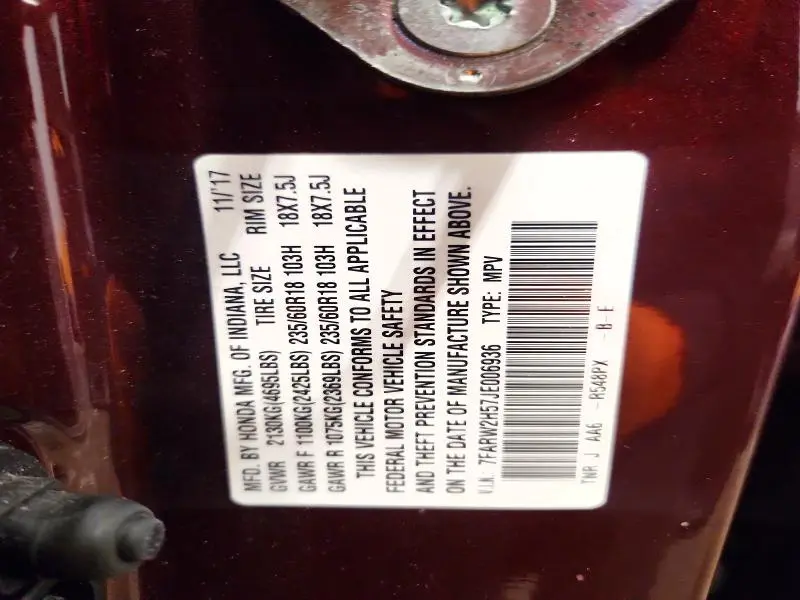 MFD. BY HONDA MFG. OF INDIANA, LLC 11/'17
GVWR 2130KG(4695LBS) TIRE SIZE RIM SIZE
GAWR F 1100KG(2425LBS) 235/60R18 103H 18X7.5J
GAWR R 1075KG(2369LBS) 235/60R18 103H 18X7.5J
THIS VEHICLE CONFORMS TO ALL APPLICABLE
FEDERAL MOTOR VEHICLE SAFETY
AND THEFT PREVENTION STANDARDS IN EFFECT
ON THE DATE OF MANUFACTURE SHOWN ABOVE.
V.I.N. 7FARW2H57JE006936 TYPE: MPV
TNR J AA6 -R548PX -B-E